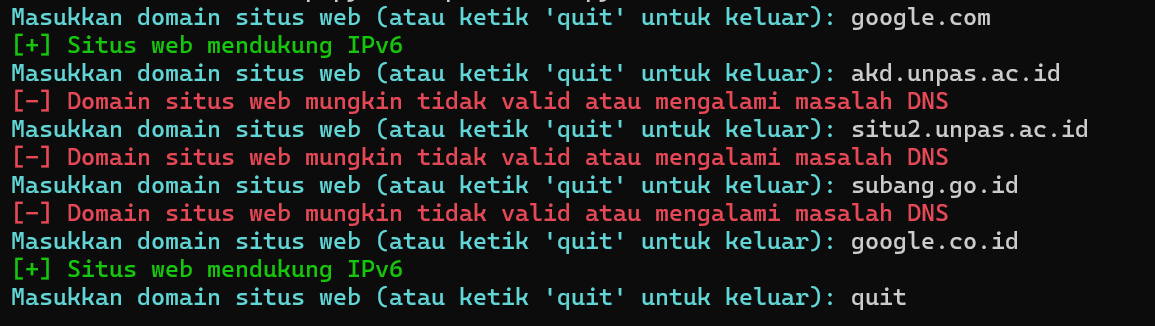 Masukkan domain situs web (atau ketik 'quit' untuk keluar): google.com
[+] Situs web mendukung IPv6
Masukkan domain situs web (atau ketik 'quit' untuk keluar): akd.unpas.ac.id
[-] Domain situs web mungkin tidak valid atau mengalami masalah DNS
Masukkan domain situs web (atau ketik 'quit' untuk keluar): situ2.unpas.ac.id
[-] Domain situs web mungkin tidak valid atau mengalami masalah DNS
Masukkan domain situs web (atau ketik 'quit' untuk keluar): subang.go.id
[-] Domain situs web mungkin tidak valid atau mengalami masalah DNS
Masukkan domain situs web (atau ketik 'quit' untuk keluar): google.co.id
[+] Situs web mendukung IPv6
Masukkan domain situs web (atau ketik 'quit' untuk keluar): quit